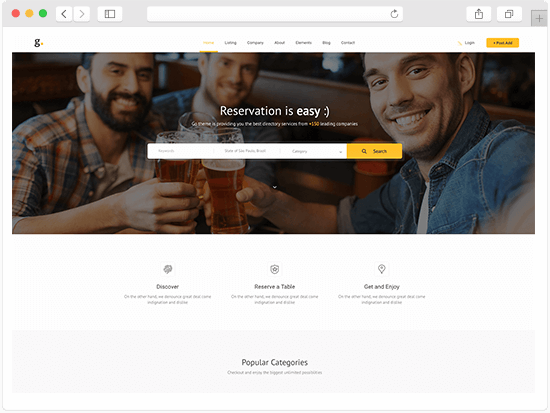 g.
Home Listing Company About Elements Blog Contact Login + Post Add
Reservation is easy :)
Go theme is providing you the best directory services from +150 leading companies
Keywords State of Sao Paulo, Brazil Category Search
Discover Reserve a Table Get and Enjoy
On the other hand, we denounce great deal come On the other hand, we denounce great deal come On the other hand, we denounce great deal come
indignation and dislike indignation and dislike indignation and dislike
Popular Categories
Checkout and enjoy the biggest unlimited possibilities